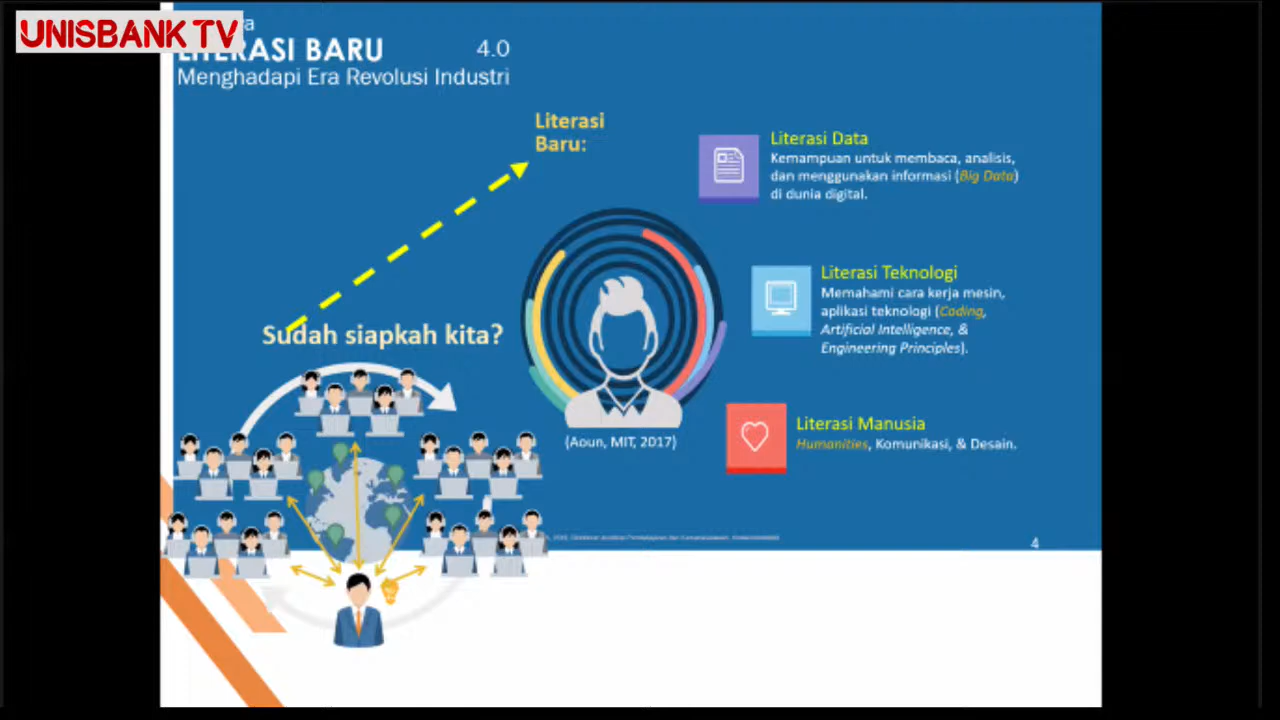 UNISBANK TV
LITERASI BARU 4.0
Menghadapi Era Revolusi Industri
Literasi
Baru:
Literasi Data
Kemampuan untuk membaca, analisis,
dan menggunakan informasi (Big Data)
di dunia digital.
Literasi Teknologi
Memahami cara kerja mesin,
aplikasi teknologi (Coding,
Artificial Intelligence, &
Engineering Principles).
Sudah siapkah kita?
Literasi Manusia
Humanities, Komunikasi, & Desain.
(Aoun, MIT, 2017)
4